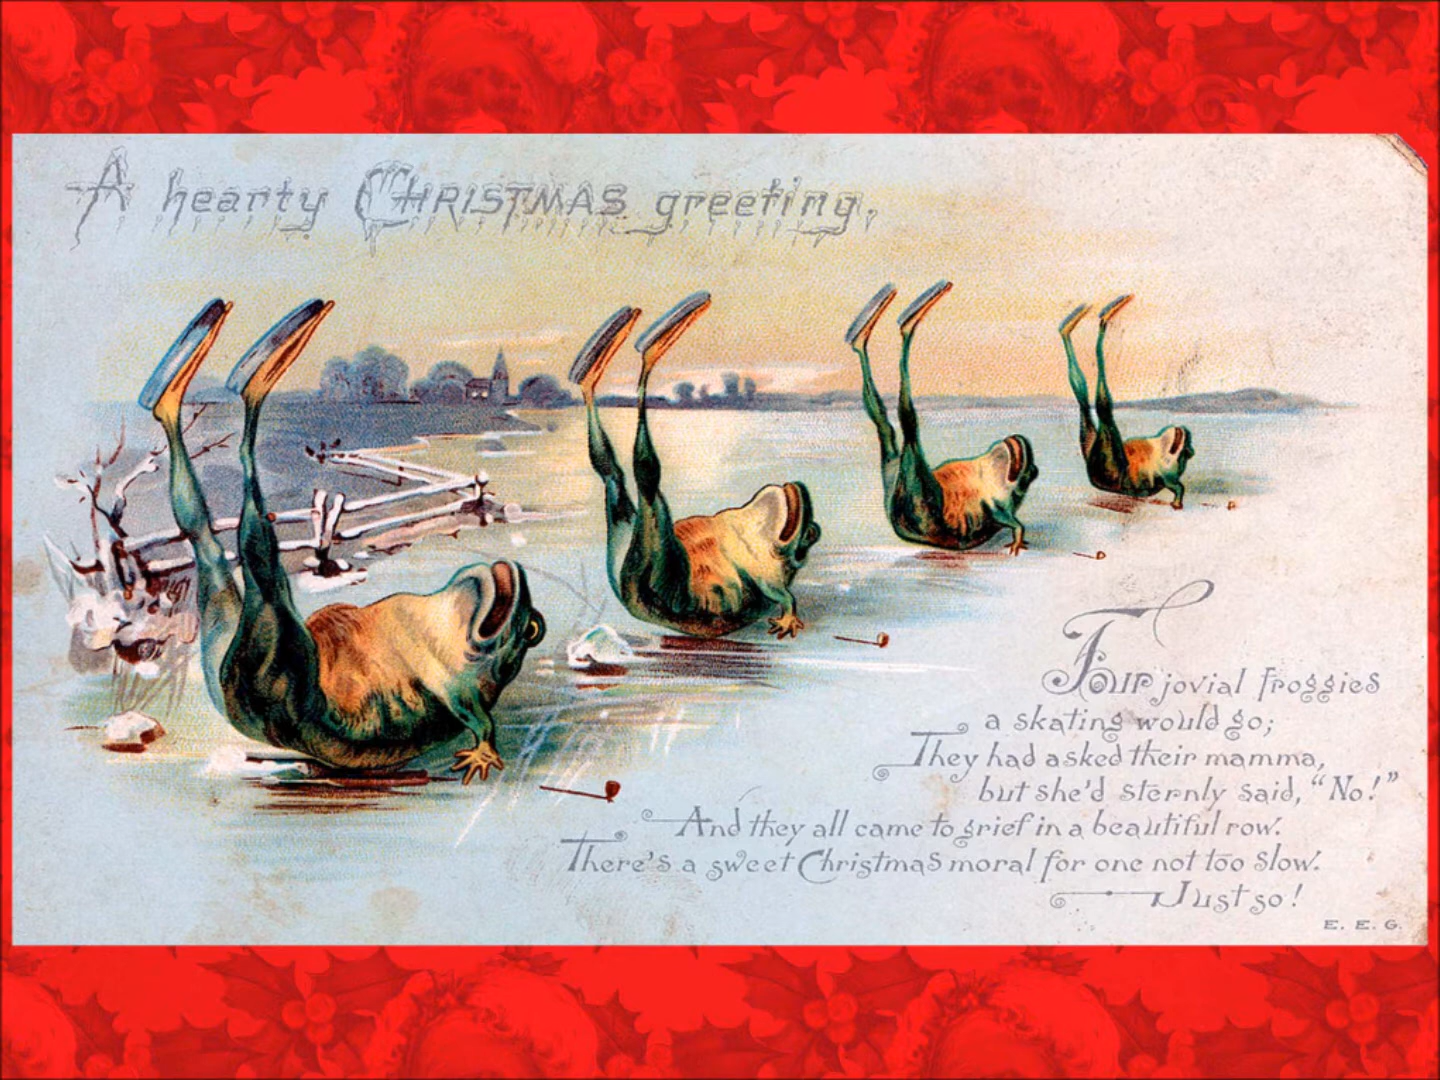 A hearty CHRISTMAS greeting.
Four jovial froggies
a skating would go;
They had asked their mamma,
but she'd sternly said, "No!"
And they all came to grief in a beautiful row.
There's a sweet Christmas moral for one not too slow.
Just so!
E. E. G.